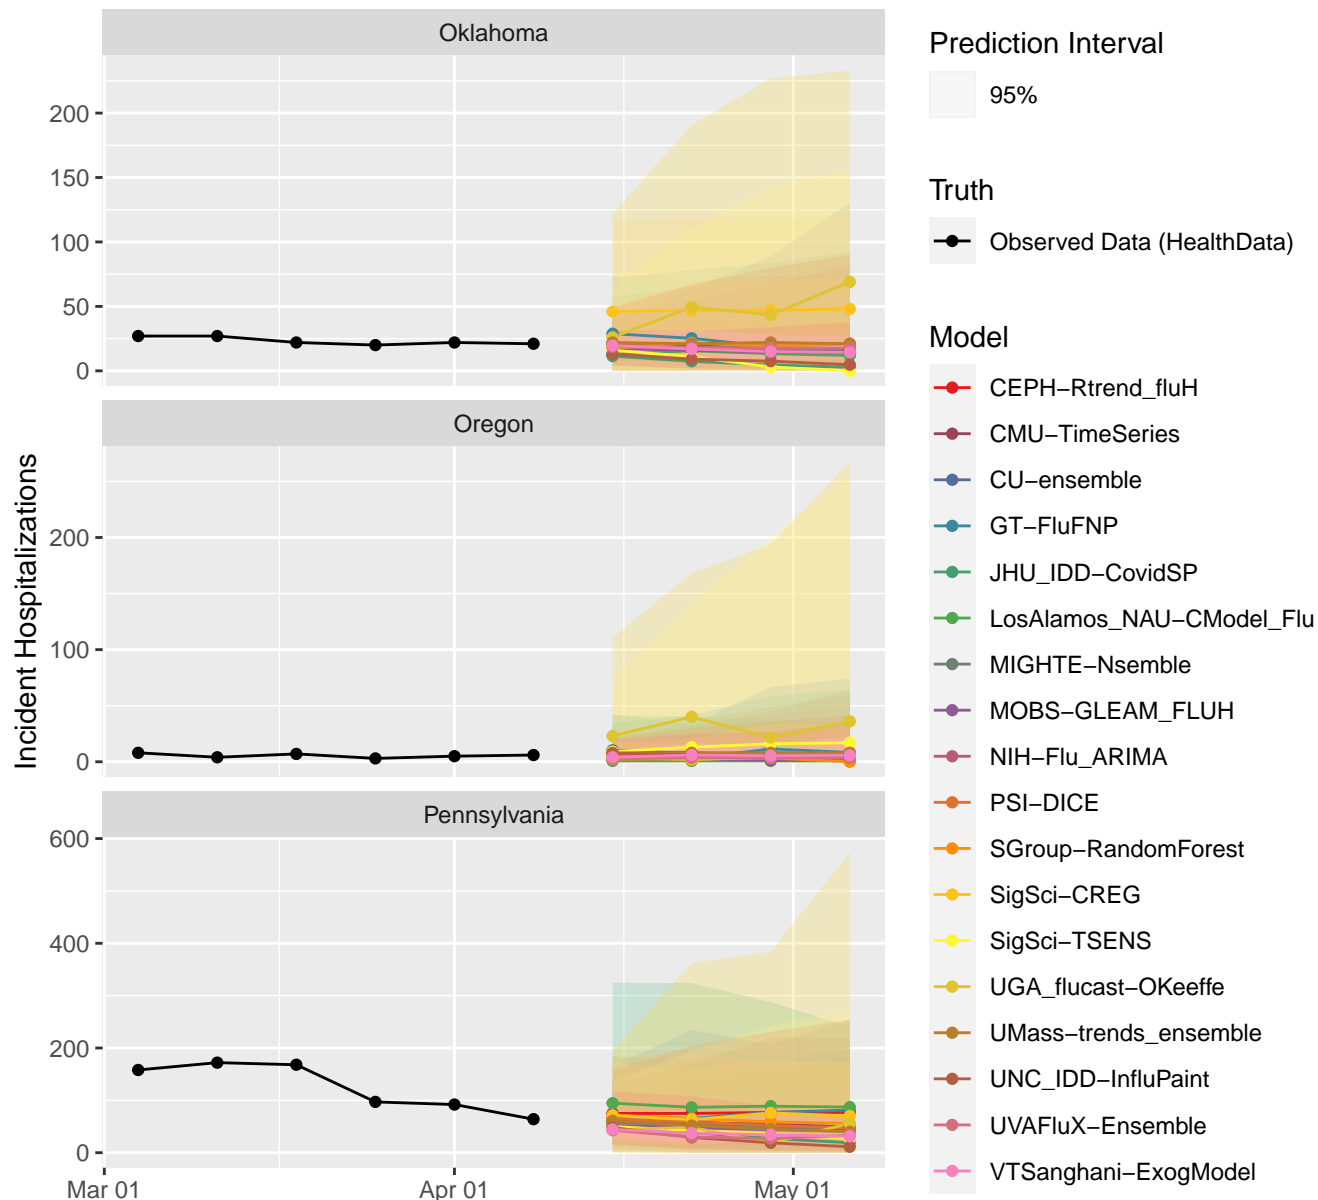 Oklahoma
200
150
100
50
0
Oregon
200
100
0
Pennsylvania
600
400
200
0
Mar 01
Apr 01
May 01
Incident Hospitalizations
Prediction Interval
95%
Truth
Observed Data (HealthData)
Model
CEPH−Rtrend_fluH
CMU−TimeSeries
CU−ensemble
GT−FluFNP
JHU_IDD−CovidSP
LosAlamos_NAU−CModel_Flu
MIGHTE−Nsemble
MOBS−GLEAM_FLUH
NIH−Flu_ARIMA
PSI−DICE
SGroup−RandomForest
SigSci−CREG
SigSci−TSENS
UGA_flucast−OKeeffe
UMass−trends_ensemble
UNC_IDD−InfluPaint
UVAFluX−Ensemble
VTSanghani−ExogModel